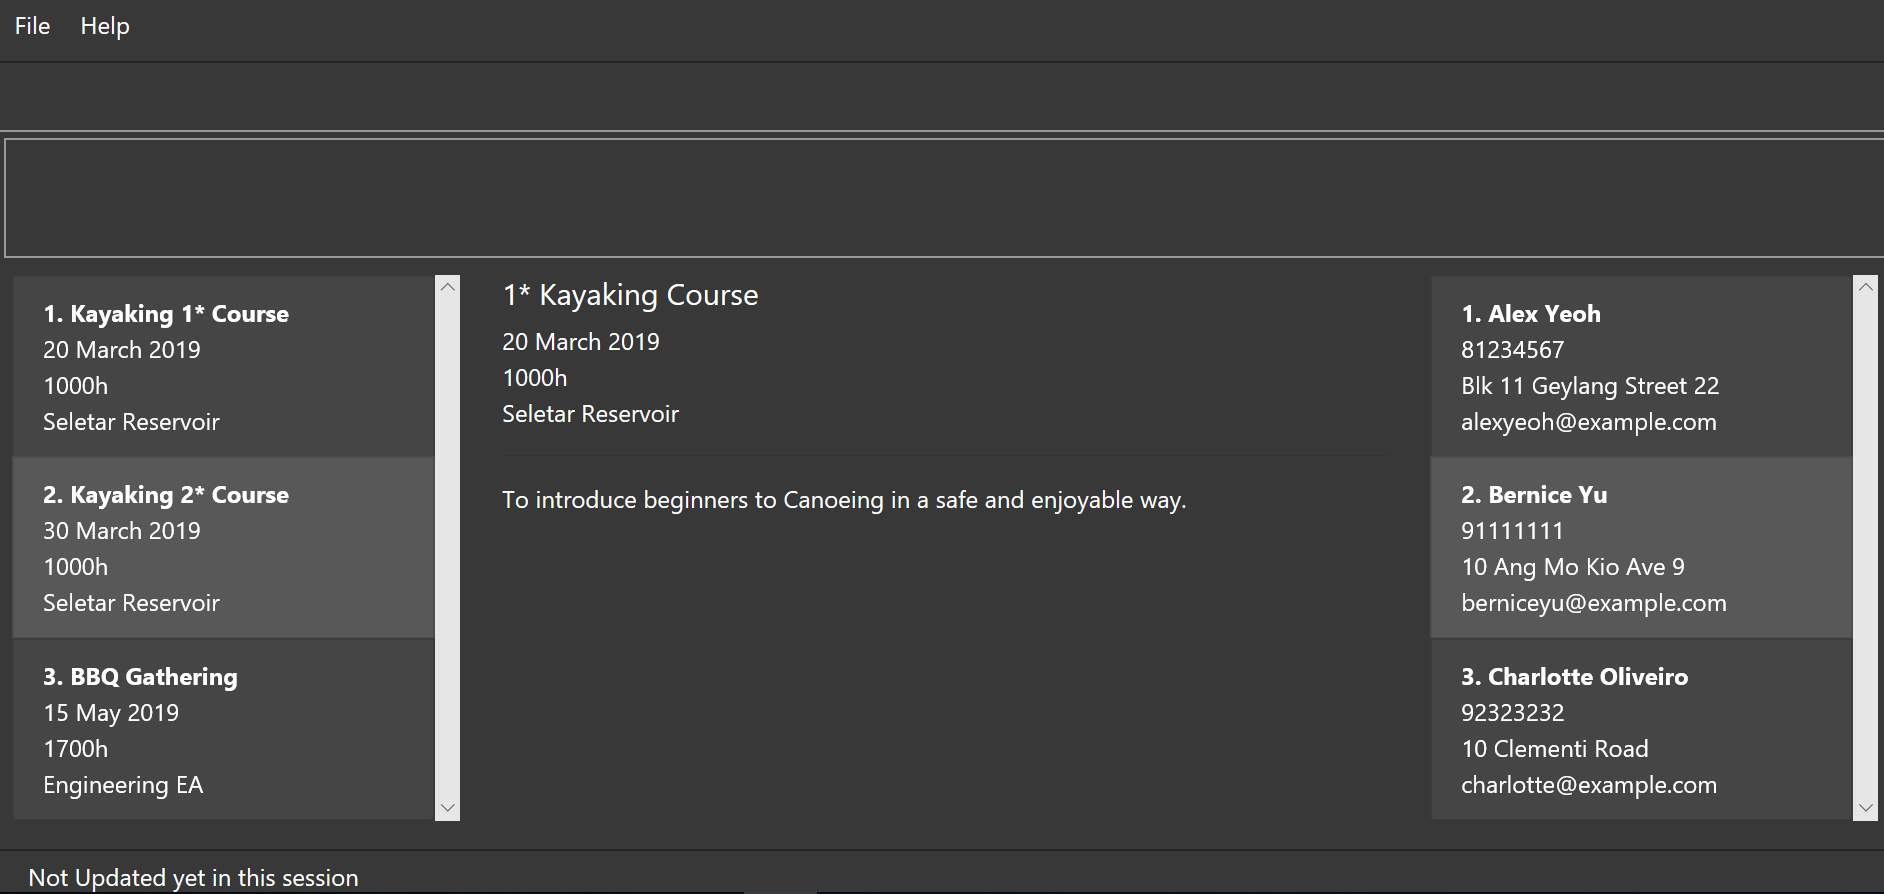 File Help
1. Kayaking 1* Course
20 March 2019
1000h
Seletar Reservoir
2. Kayaking 2* Course
30 March 2019
1000h
Seletar Reservoir
3. BBQ Gathering
15 May 2019
1700h
Engineering EA
1* Kayaking Course
20 March 2019
1000h
Seletar Reservoir
To introduce beginners to Canoeing in a safe and enjoyable way.
1. Alex Yeoh
81234567
Blk 11 Geylang Street 22
alexyeoh@example.com
2. Bernice Yu
91111111
10 Ang Mo Kio Ave 9
berniceyu@example.com
3. Charlotte Oliveiro
92323232
10 Clementi Road
charlotte@example.com
Not Updated yet in this session